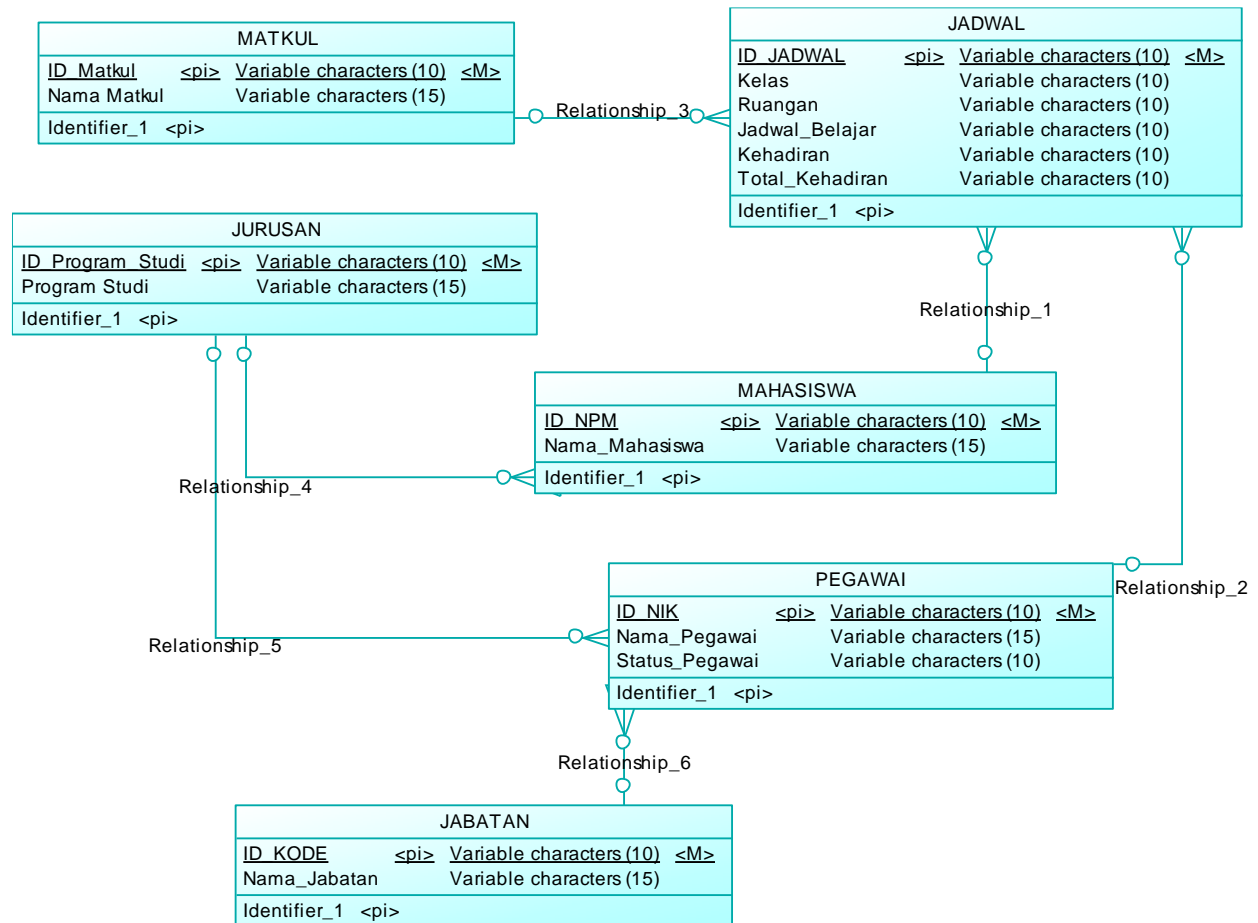 MATKUL
ID_Matkul <pi> Variable characters (10) <M>
Nama Matkul Variable characters (15)
Identifier_1 <pi>
Relationship_3
JADWAL
ID_JADWAL <pi> Variable characters (10) <M>
Kelas Variable characters (10)
Ruangan Variable characters (10)
Jadwal_Belajar Variable characters (10)
Kehadiran Variable characters (10)
Total_Kehadiran Variable characters (10)
Identifier_1 <pi>
JURUSAN
ID_Program_Studi <pi> Variable characters (10) <M>
Program Studi Variable characters (15)
Identifier_1 <pi>
Relationship_1
MAHASISWA
ID_NPM <pi> Variable characters (10) <M>
Nama_Mahasiswa Variable characters (15)
Identifier_1 <pi>
Relationship_4
PEGAWAI
ID_NIK <pi> Variable characters (10) <M>
Nama_Pegawai Variable characters (15)
Status_Pegawai Variable characters (10)
Identifier_1 <pi>
Relationship_2
Relationship_5
Relationship_6
JABATAN
ID_KODE <pi> Variable characters (10) <M>
Nama_Jabatan Variable characters (15)
Identifier_1 <pi>